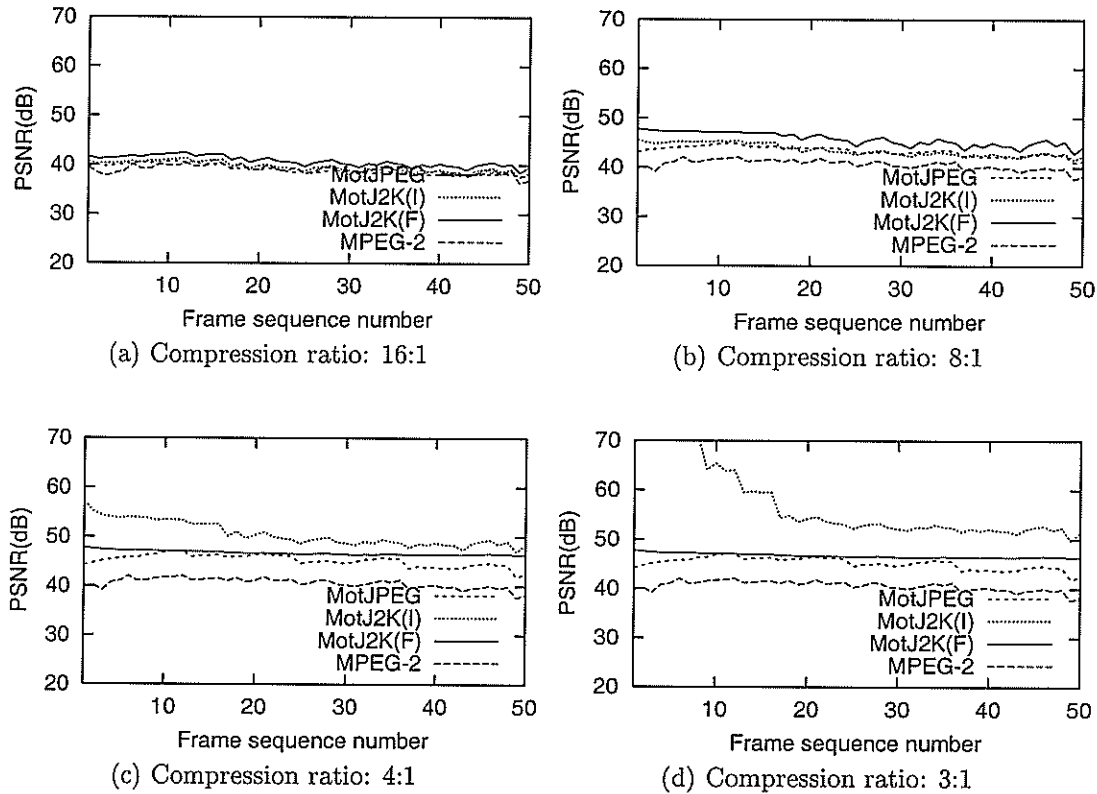 70
60
50
40
30
20
PSNR(dB)
MotJPEG
MotJ2K(I)
MotJ2K(F)
MPEG-2
10 20 30 40 50
Frame sequence number
(a) Compression ratio: 16:1
70
60
50
40
30
20
PSNR(dB)
MotJPEG
MotJ2K(I)
MotJ2K(F)
MPEG-2
10 20 30 40 50
Frame sequence number
(b) Compression ratio: 8:1
70
60
50
40
30
20
PSNR(dB)
MotJPEG
MotJ2K(I)
MotJ2K(F)
MPEG-2
10 20 30 40 50
Frame sequence number
(c) Compression ratio: 4:1
70
60
50
40
30
20
PSNR(dB)
MotJPEG
MotJ2K(I)
MotJ2K(F)
MPEG-2
10 20 30 40 50
Frame sequence number
(d) Compression ratio: 3:1